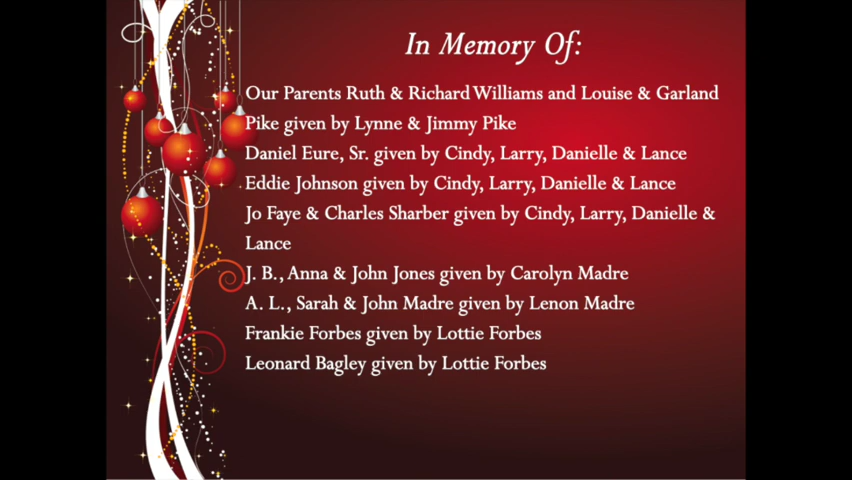 In Memory Of:
Our Parents Ruth & Richard Williams and Louise & Garland
Pike given by Lynne & Jimmy Pike
Daniel Eure, Sr. given by Cindy, Larry, Danielle & Lance
Eddie Johnson given by Cindy, Larry, Danielle & Lance
Jo Faye & Charles Sharber given by Cindy, Larry, Danielle &
Lance
J. B., Anna & John Jones given by Carolyn Madre
A. L., Sarah & John Madre given by Lenon Madre
Frankie Forbes given by Lottie Forbes
Leonard Bagley given by Lottie Forbes